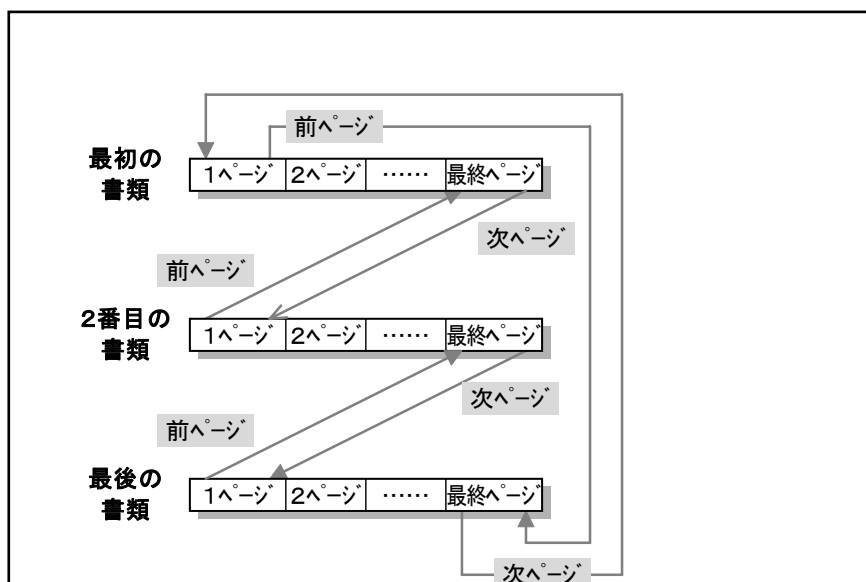 前ページ
最初の
書類
1ページ 2ページ …… 最終ページ
次ページ
前ページ
2番目の
書類
1ページ 2ページ …… 最終ページ
次ページ
前ページ
最後の
書類
1ページ 2ページ …… 最終ページ
次ページ